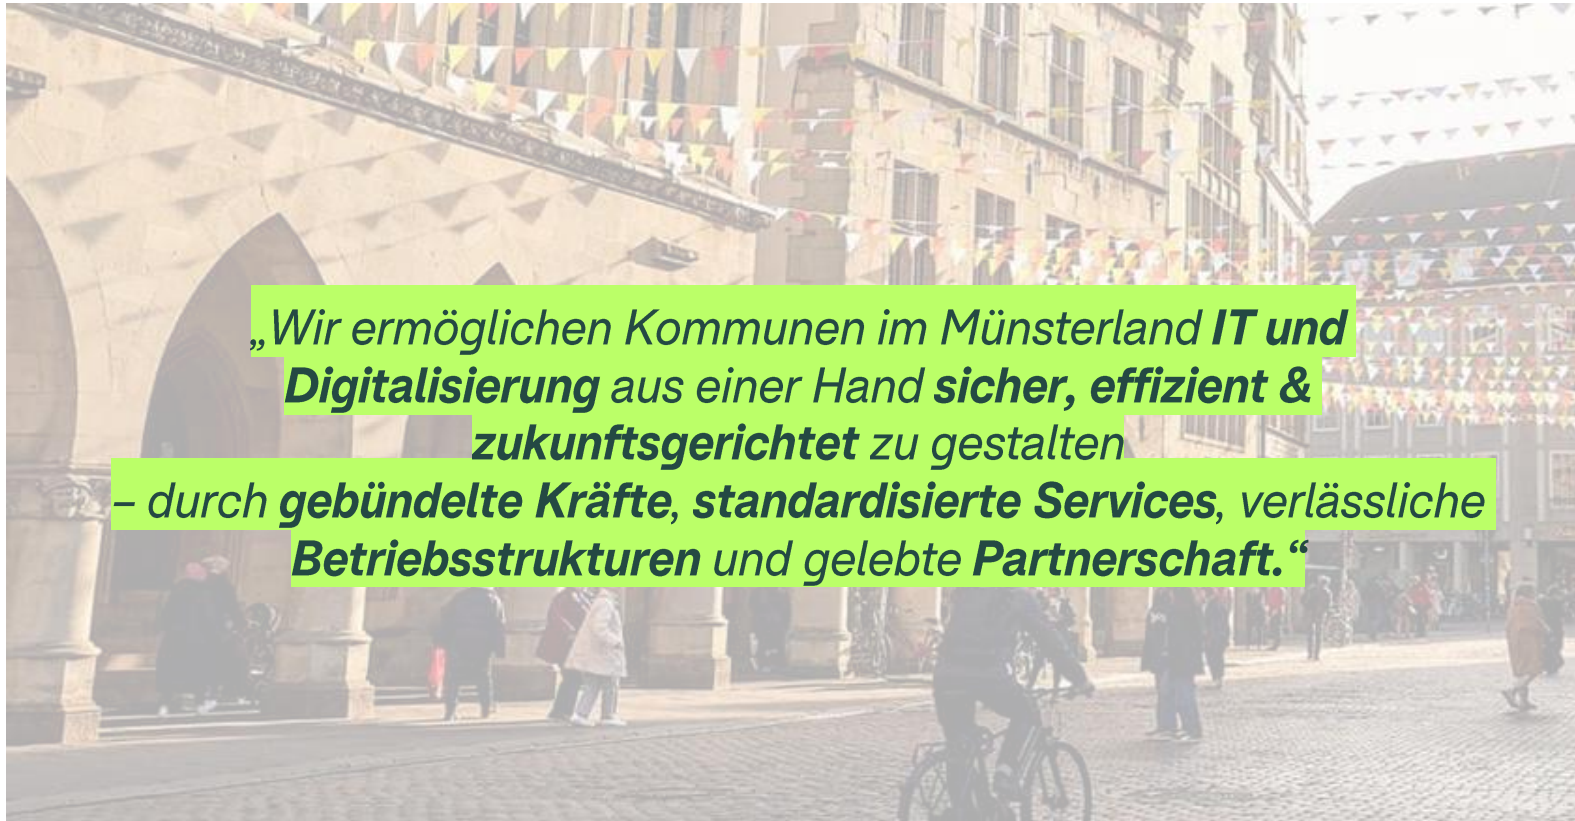 „Wir ermöglichen Kommunen im Münsterland IT und
Digitalisierung aus einer Hand sicher, effizient &
zukunftsgerichtet zu gestalten
– durch gebündelte Kräfte, standardisierte Services, verlässliche
Betriebsstrukturen und gelebte Partnerschaft.“